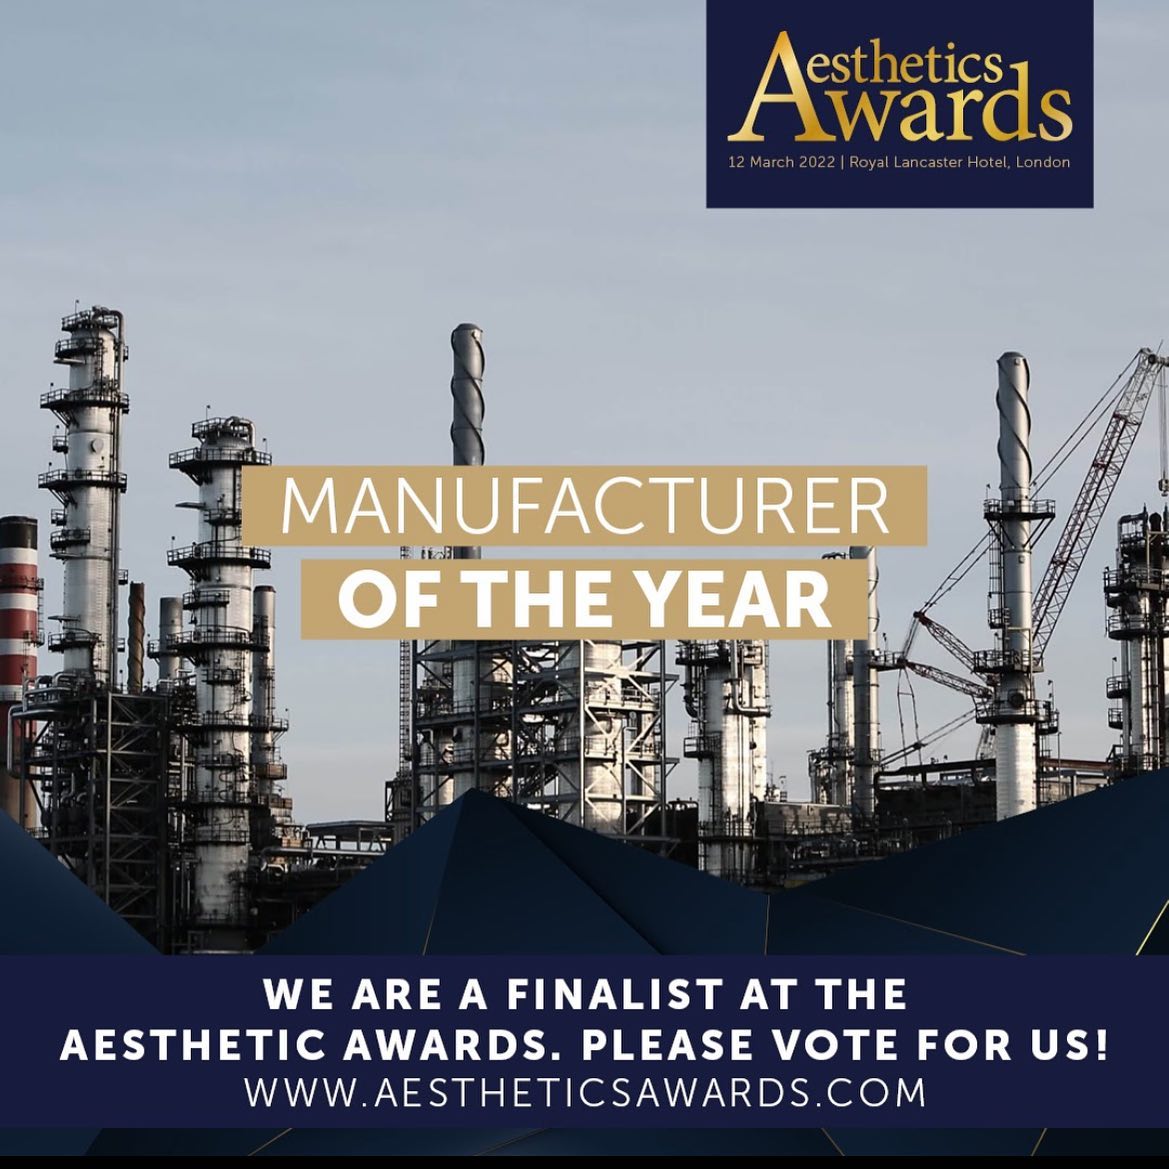 Aesthetics
Awards
12 March 2022 | Royal Lancaster Hotel, London
MANUFACTURER
OF THE YEAR
WE ARE A FINALIST AT THE
AESTHETIC AWARDS. PLEASE VOTE FOR US!
WWW.AESTHETICSAWARDS.COM